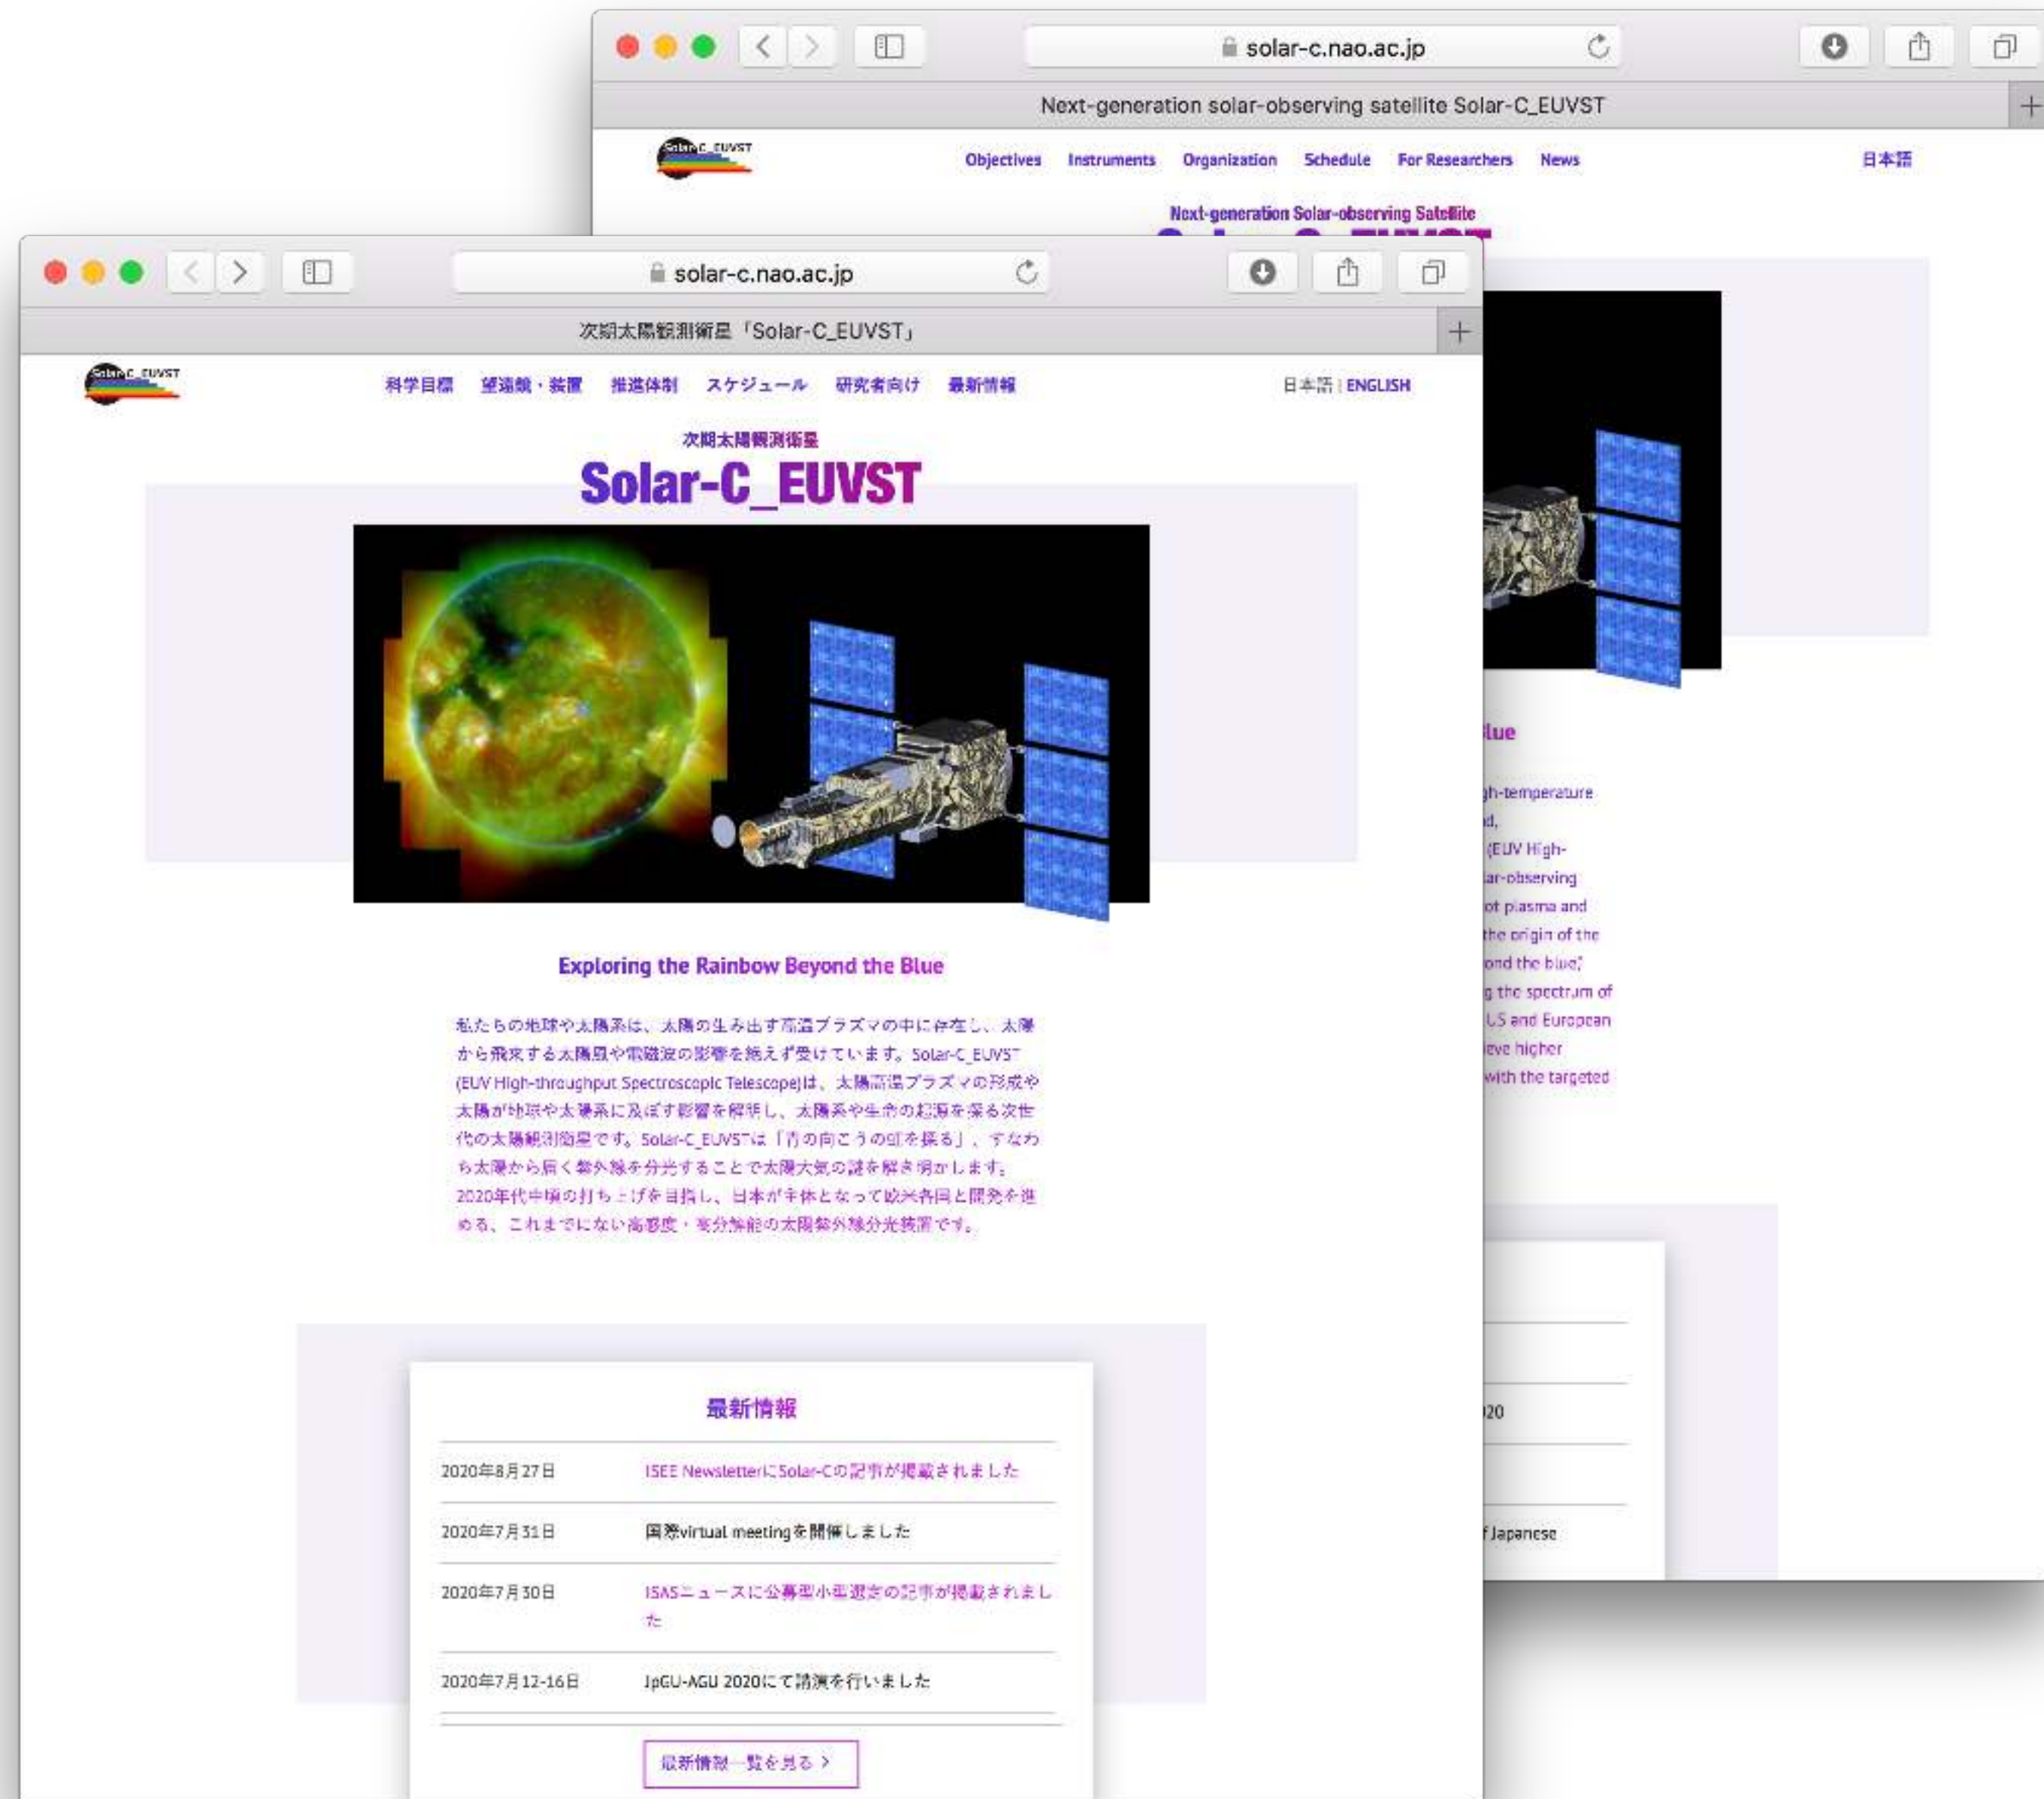 solar-c.nao.ac.jp
Next-generation solar-observing satellite Solar-C_EUVST
Solar-C_EUVST
Objectives Instruments Organization Schedule For Researchers News 日本語
Next-generation Solar-observing Satellite
solar-c.nao.ac.jp
次期太陽観測衛星「Solar-C_EUVST」
Solar-C_EUVST
科学目標 望遠鏡・装置 推進体制 スケジュール 研究者向け 最新情報 日本語 | ENGLISH
次期太陽観測衛星
Solar-C_EUVST
Exploring the Rainbow Beyond the Blue
私たちの地球や太陽系は、太陽の生み出す高温プラズマの中に存在し、太陽
から飛来する太陽風や電磁波の影響を絶えず受けています。Solar-C_EUVST
(EUV High-throughput Spectroscopic Telescope)は、太陽高温プラズマの形成や
太陽が地球や太陽系に及ぼす影響を解明し、太陽系や生命の起源を探る次世
代の太陽観測衛星です。Solar-C_EUVSTは「青の向こうの虹を探る」、すなわ
ち太陽から届く紫外線を分光することで太陽大気の謎を解き明かします。
2020年代中頃の打ち上げを目指し、日本が主体となって欧米各国と開発を進
める、これまでにない高感度・高分解能の太陽紫外線分光装置です。
最新情報
2020年8月27日 ISEE NewsletterにSolar-Cの記事が掲載されました
2020年7月31日 国際virtual meetingを開催しました
2020年7月30日 ISASニュースに公募型小型選定の記事が掲載されまし
た
2020年7月12-16日 JpGU-AGU 2020にて講演を行いました
最新情報一覧を見る >
lue
gh-temperature
d,
(EUV High-
lar-observing
ot plasma and
the origin of the
ond the blue,"
g the spectrum of
US and European
ieve higher
with the targeted
020
f Japanese